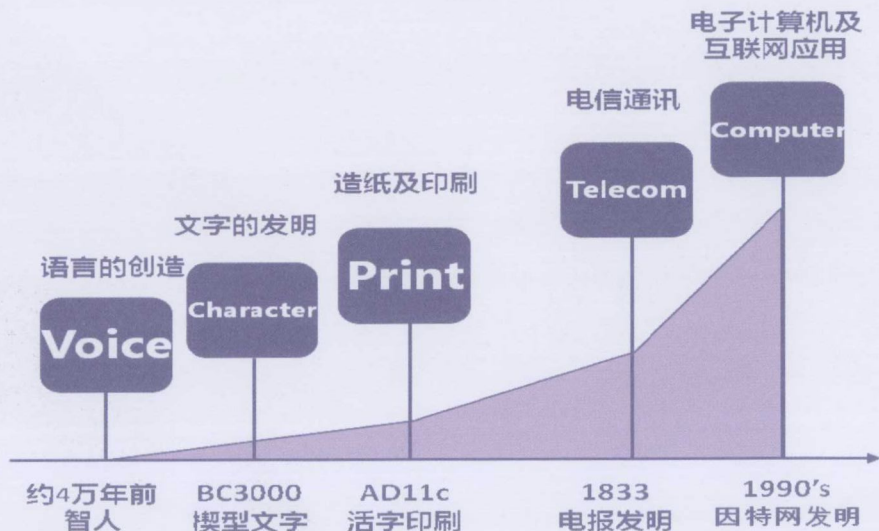 电子计算机及
互联网应用
Computer
电信通讯
Telecom
造纸及印刷
Print
文字的发明
Character
语言的创造
Voice
约4万年前
智人
BC3000
楔型文字
AD11c
活字印刷
1833
电报发明
1990's
因特网发明